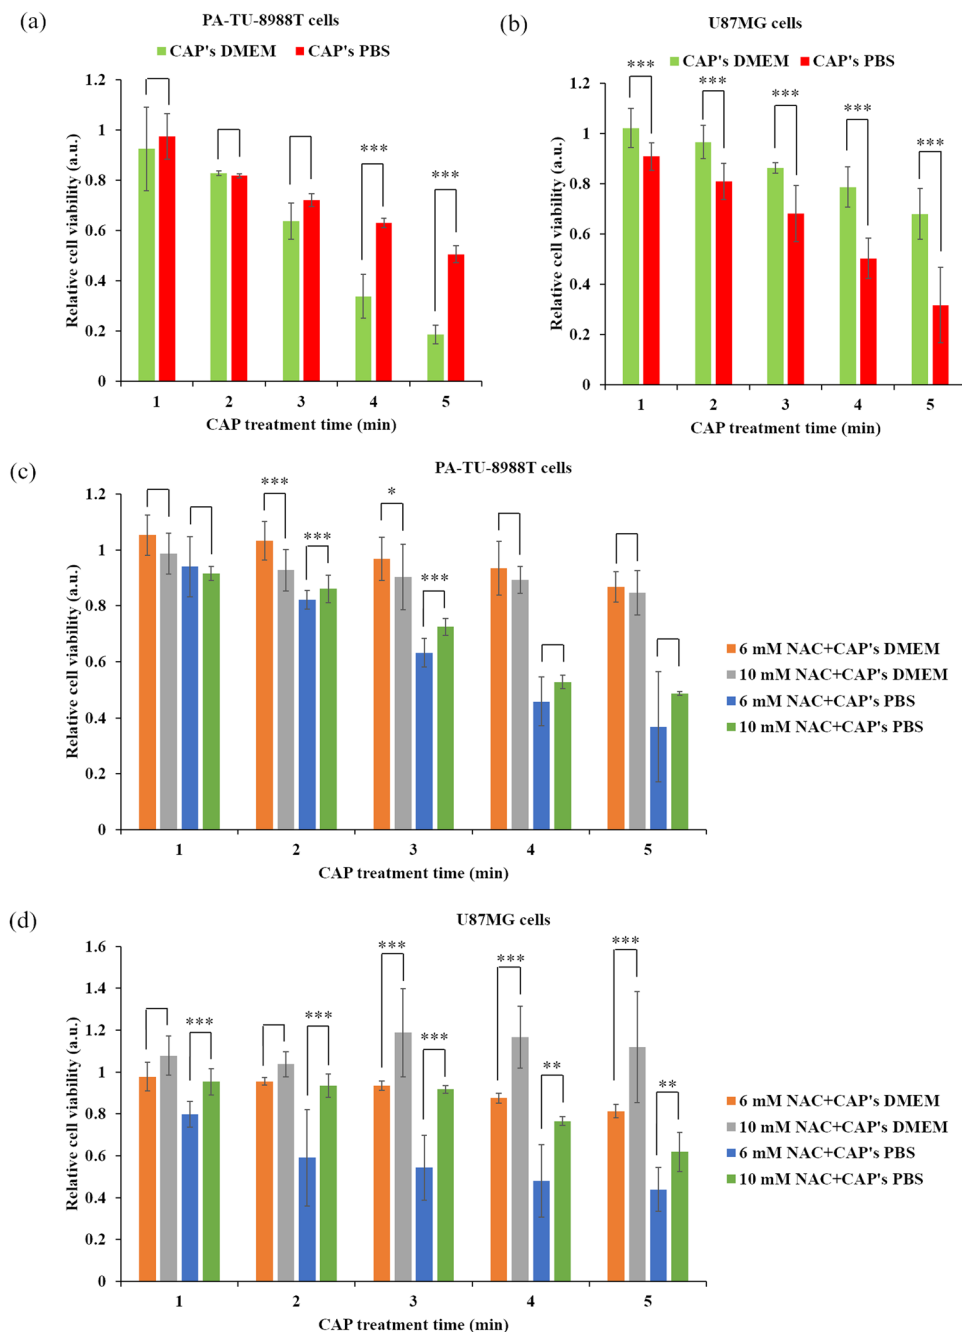 (a)
PA-TU-8988T cells
CAP's DMEM CAP's PBS
Relative cell viability (a.u.)
1.2
1
0.8
0.6
0.4
0.2
0
*** ***
1 2 3 4 5
CAP treatment time (min)
(b)
U87MG cells
CAP's DMEM CAP's PBS
Relative cell viability (a.u.)
1.2
1
0.8
0.6
0.4
0.2
0
*** *** *** *** ***
1 2 3 4 5
CAP treatment time (min)
(c)
PA-TU-8988T cells
Relative cell viability (a.u.)
1.2
1
0.8
0.6
0.4
0.2
0
*** *** * ***
1 2 3 4 5
CAP treatment time (min)
6 mM NAC+CAP's DMEM
10 mM NAC+CAP's DMEM
6 mM NAC+CAP's PBS
10 mM NAC+CAP's PBS
(d)
U87MG cells
Relative cell viability (a.u.)
1.6
1.4
1.2
1
0.8
0.6
0.4
0.2
0
*** *** *** *** *** ** *** **
1 2 3 4 5
CAP treatment time (min)
6 mM NAC+CAP's DMEM
10 mM NAC+CAP's DMEM
6 mM NAC+CAP's PBS
10 mM NAC+CAP's PBS